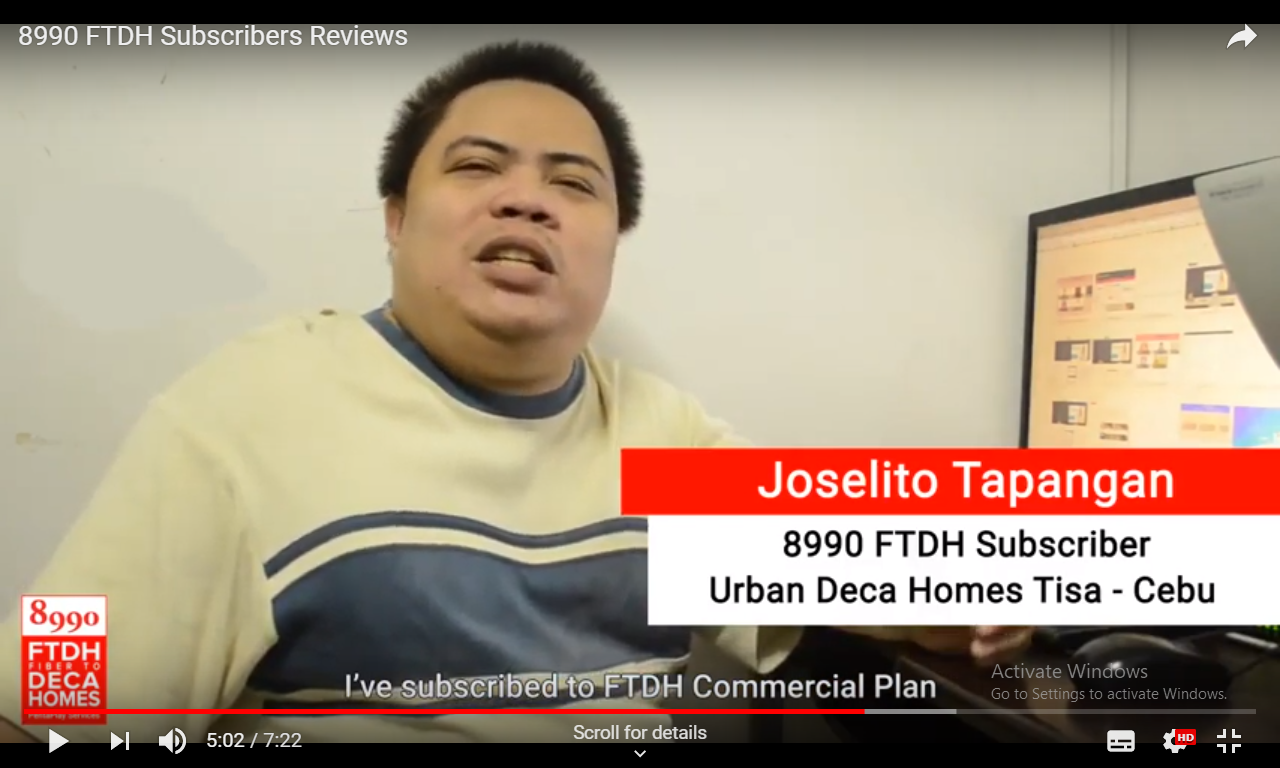 8990 FTDH Subscribers Reviews
Joselito Tapangan
8990 FTDH Subscriber
Urban Deca Homes Tisa - Cebu
8990
FTDH
FIBER TO
DECA
HOMES
I've subscribed to FTDH Commercial Plan
Activate Windows
Go to Settings to activate Windows.
5:02 / 7:22
Scroll for details
HD